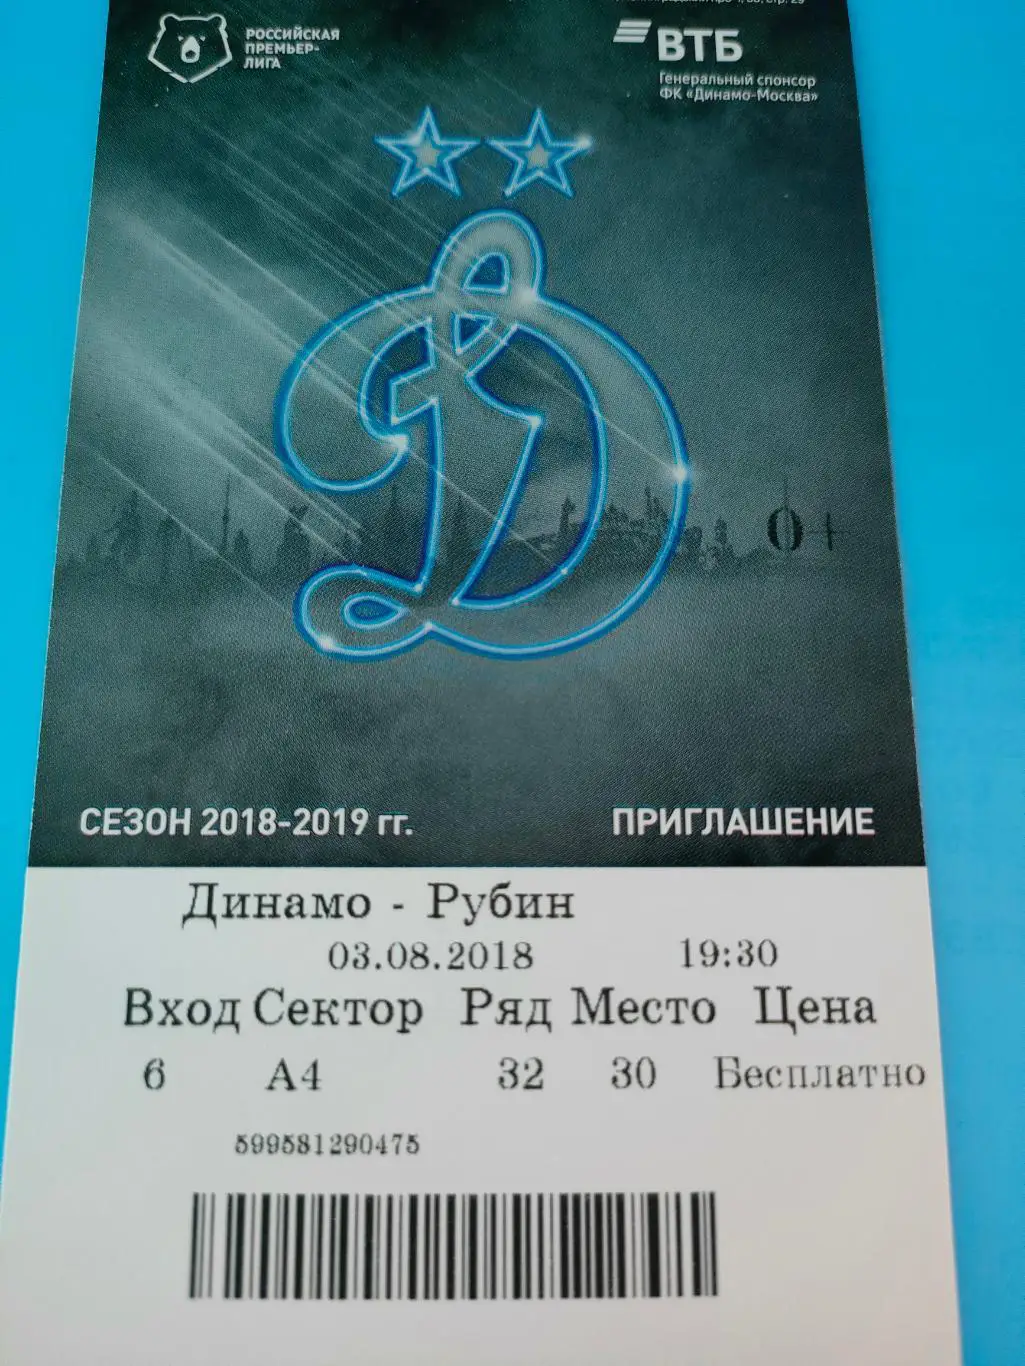 РОССИЙСКАЯ
ПРЕМЬЕР-
ЛИГА
ВТБ
Генеральный спонсор
ФК «Динамо-Москва»
0+
СЕЗОН 2018-2019 гг.
ПРИГЛАШЕНИЕ
Динамо - Рубин
03.08.2018 19:30
Вход Сектор Ряд Место Цена
6 А4 32 30 Бесплатно
599581290475